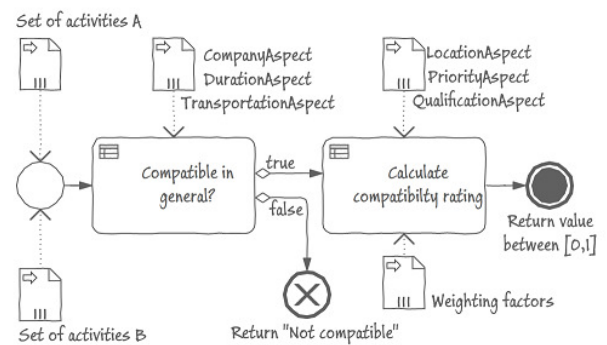 Set of activities A
CompanyAspect
DurationAspect
TransportationAspect
LocationAspect
PriorityAspect
QualificationAspect
Compatible in
general?
true
false
Calculate
compatibilty rating
Return value
between [0,1]
Set of activities B
Return "Not compatible"
Weighting factors